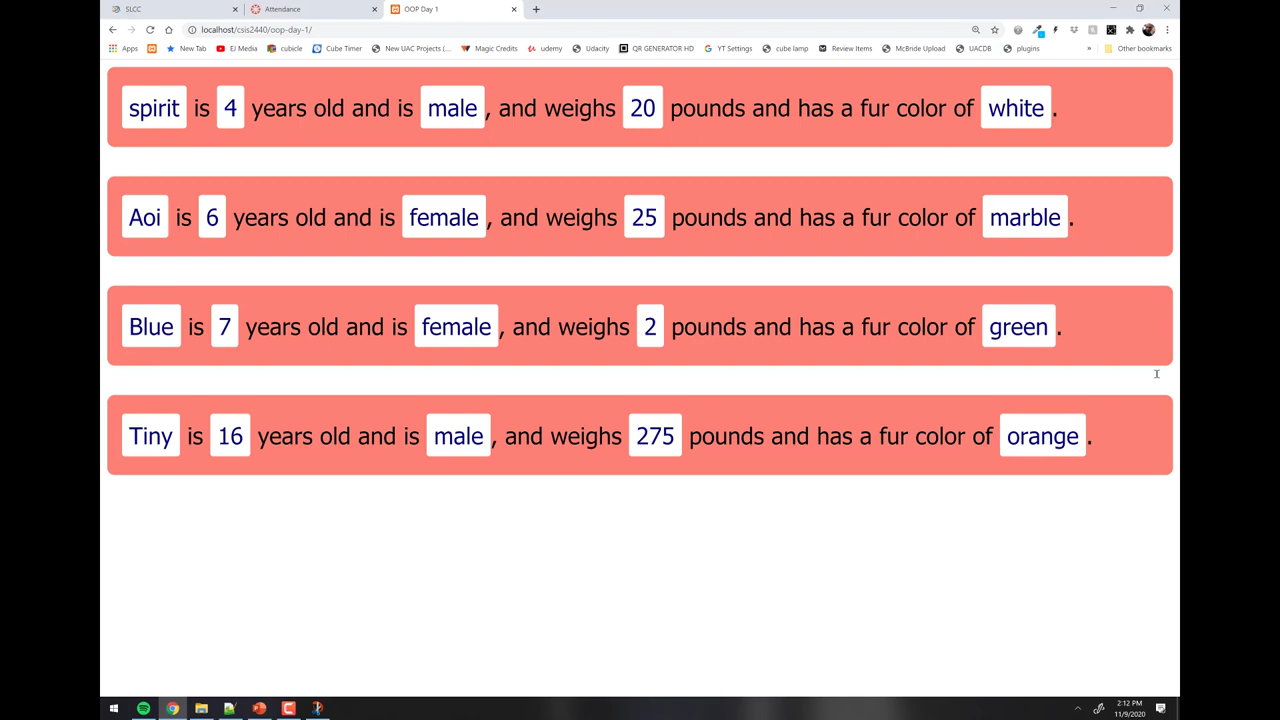 SLCC
Attendance
OOP Day 1
localhost/csis2440/oop-day-1/
Apps New Tab EJ Media cubicle Cube Timer New UAC Projects (... Magic Credits udemy Udacity QR GENERATOR HD YT Settings cube lamp Review Items McBride Upload UACDB plugins » Other bookmarks
spirit is 4 years old and is male , and weighs 20 pounds and has a fur color of white .
Aoi is 6 years old and is female , and weighs 25 pounds and has a fur color of marble .
Blue is 7 years old and is female , and weighs 2 pounds and has a fur color of green .
Tiny is 16 years old and is male , and weighs 275 pounds and has a fur color of orange .
2:12 PM
11/9/2020